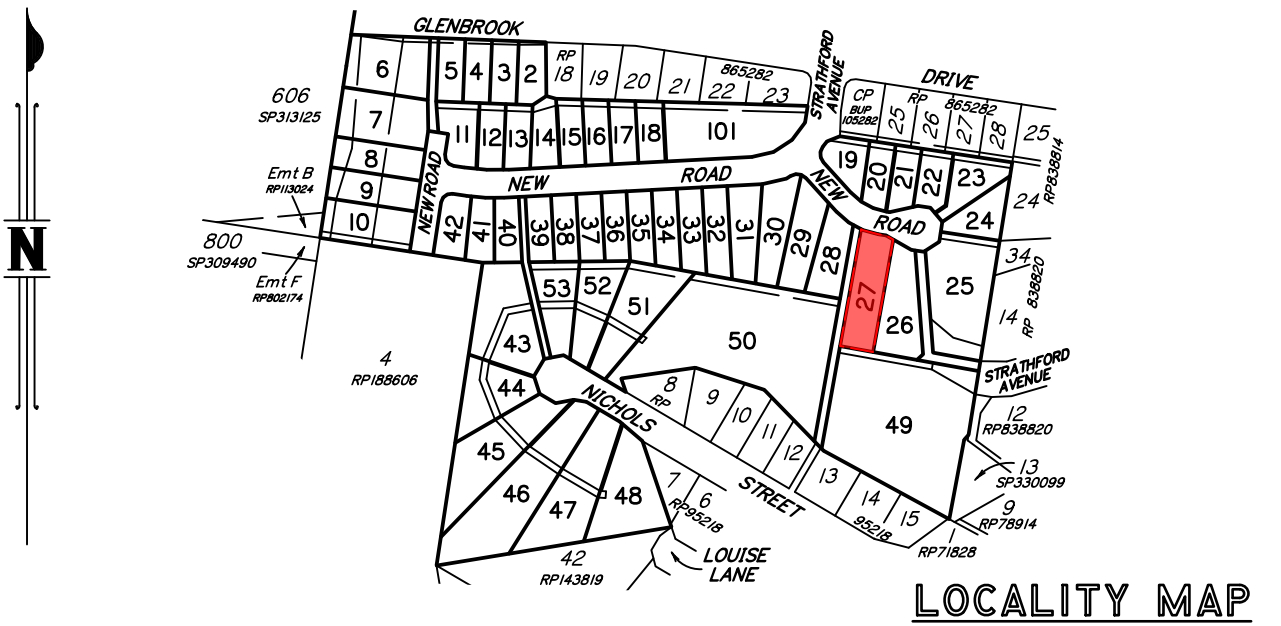 GLENBROOK
STRATHFORD
AVENUE
DRIVE
606
SP313125
6
5
4
3
2
RP
18
19
20
21
865282
22
23
CP
BUP
105282
RP
865282
25
26
27
28
25
RP838814
24
7
8
9
10
11
12
13
14
15
16
17
18
101
19
20
21
22
23
24
Emt B
RP113024
NEW ROAD
NEW
ROAD
NEW
ROAD
800
SP309490
Emt F
RP802174
42
41
40
39
38
37
36
35
34
33
32
31
30
29
28
27
26
25
34
RP 838820
14
N
53
52
51
50
43
44
4
RP188606
STRATHFORD
AVENUE
NICHOLS
STREET
8
RP
9
10
11
12
13
14
15
95218
49
12
RP838820
13
SP330099
9
RP78914
1
RP71828
45
46
47
48
7
6
RP95218
42
RP143819
LOUISE
LANE
LOCALITY MAP